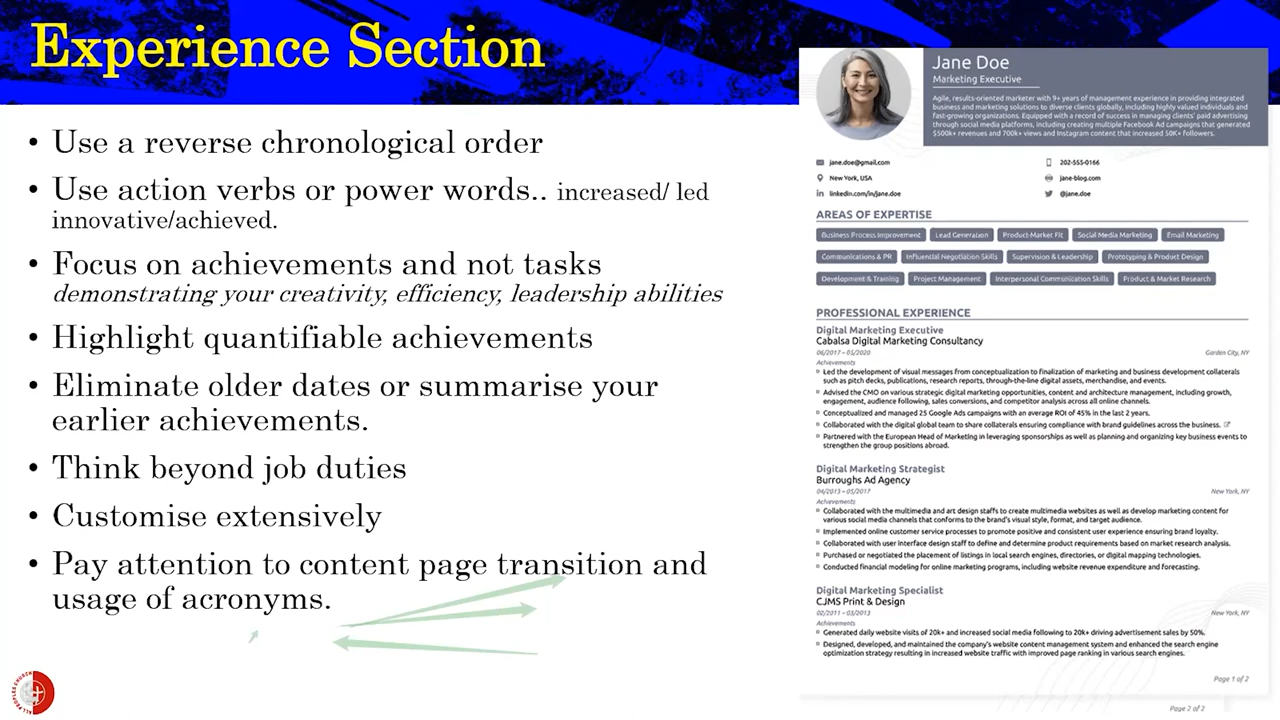 Experience Section
• Use a reverse chronological order
• Use action verbs or power words.. increased/ led
innovative/achieved.
• Focus on achievements and not tasks
demonstrating your creativity, efficiency, leadership abilities
• Highlight quantifiable achievements
• Eliminate older dates or summarise your
earlier achievements.
• Think beyond job duties
• Customise extensively
• Pay attention to content page transition and
usage of acronyms.
ALL PEOPLES CHURCH
Jane Doe
Marketing Executive
Agile, results-oriented marketer with 9+ years of management experience in providing integrated
business and marketing solutions to diverse clients globally, including highly valued individuals and
fast-growing organizations. Equipped with a record of success in managing clients' paid advertising
through social media platforms, including creating multiple Facebook Ad campaigns that generated
$500k+ revenues and 700k+ views and Instagram content that increased 50K+ followers.
jane.doe@gmail.com
202-555-0166
New York, USA
jane-blog.com
linkedin.com/in/jane.doe
@jane.doe
AREAS OF EXPERTISE
Business Process Improvement Lead Generation Product-Market Fit Social Media Marketing Email Marketing
Communications & PR Influential Negotiation Skills Supervision & Leadership Prototyping & Product Design
Development & Training Project Management Interpersonal Communication Skills Product & Market Research
PROFESSIONAL EXPERIENCE
Digital Marketing Executive
Cabalsa Digital Marketing Consultancy
06/2017 – 05/2020 Garden City, NY
Achievements
Led the development of visual messages from conceptualization to finalization of marketing and business development collaterals
such as pitch decks, publications, research reports, through-the-line digital assets, merchandise, and events.
Advised the CMO on various strategic digital marketing opportunities, content and architecture management, including growth,
engagement, audience following, sales conversions, and competitor analysis across all online channels.
Conceptualized and managed 25 Google Ads campaigns with an average ROI of 45% in the last 2 years.
Collaborated with the digital global team to share collaterals ensuring compliance with brand guidelines across the business.
Partnered with the European Head of Marketing in leveraging sponsorships as well as planning and organizing key business events to
strengthen the group positions abroad.
Digital Marketing Strategist
Burroughs Ad Agency
04/2013 – 05/2017 New York, NY
Achievements
Collaborated with the multimedia and art design staffs to create multimedia websites as well as develop marketing content for
various social media channels that conforms to the brand's visual style, format, and target audience.
Implemented online customer service processes to promote positive and consistent user experience ensuring brand loyalty.
Collaborated with user interface design staff to define and determine product requirements based on market research analysis.
Purchased or negotiated the placement of listings in local search engines, directories, or digital mapping technologies.
Conducted financial modeling for online marketing programs, including website revenue expenditure and forecasting.
Digital Marketing Specialist
CJMS Print & Design
02/2011 – 03/2013 New York, NY
Achievements
Generated daily website visits of 20k+ and increased social media following to 20k+ driving advertisement sales by 50%.
Designed, developed, and maintained the company's website content management system and enhanced the search engine
optimization strategy resulting in increased website traffic with improved page ranking in various search engines.
Page 1 of 2
Page 2 of 2